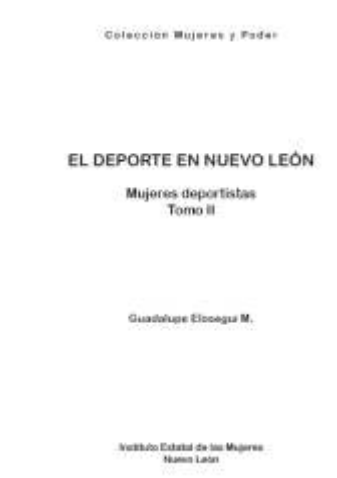 Colección Mujeres y Poder
EL DEPORTE EN NUEVO LEÓN
Mujeres deportistas
Tomo II
Guadalupe Elosegui M.
Instituto Estatal de las Mujeres
Nuevo León